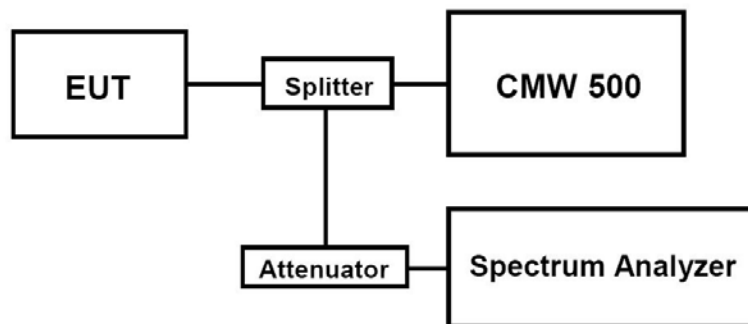 EUT
Splitter
CMW 500
Attenuator
Spectrum Analyzer